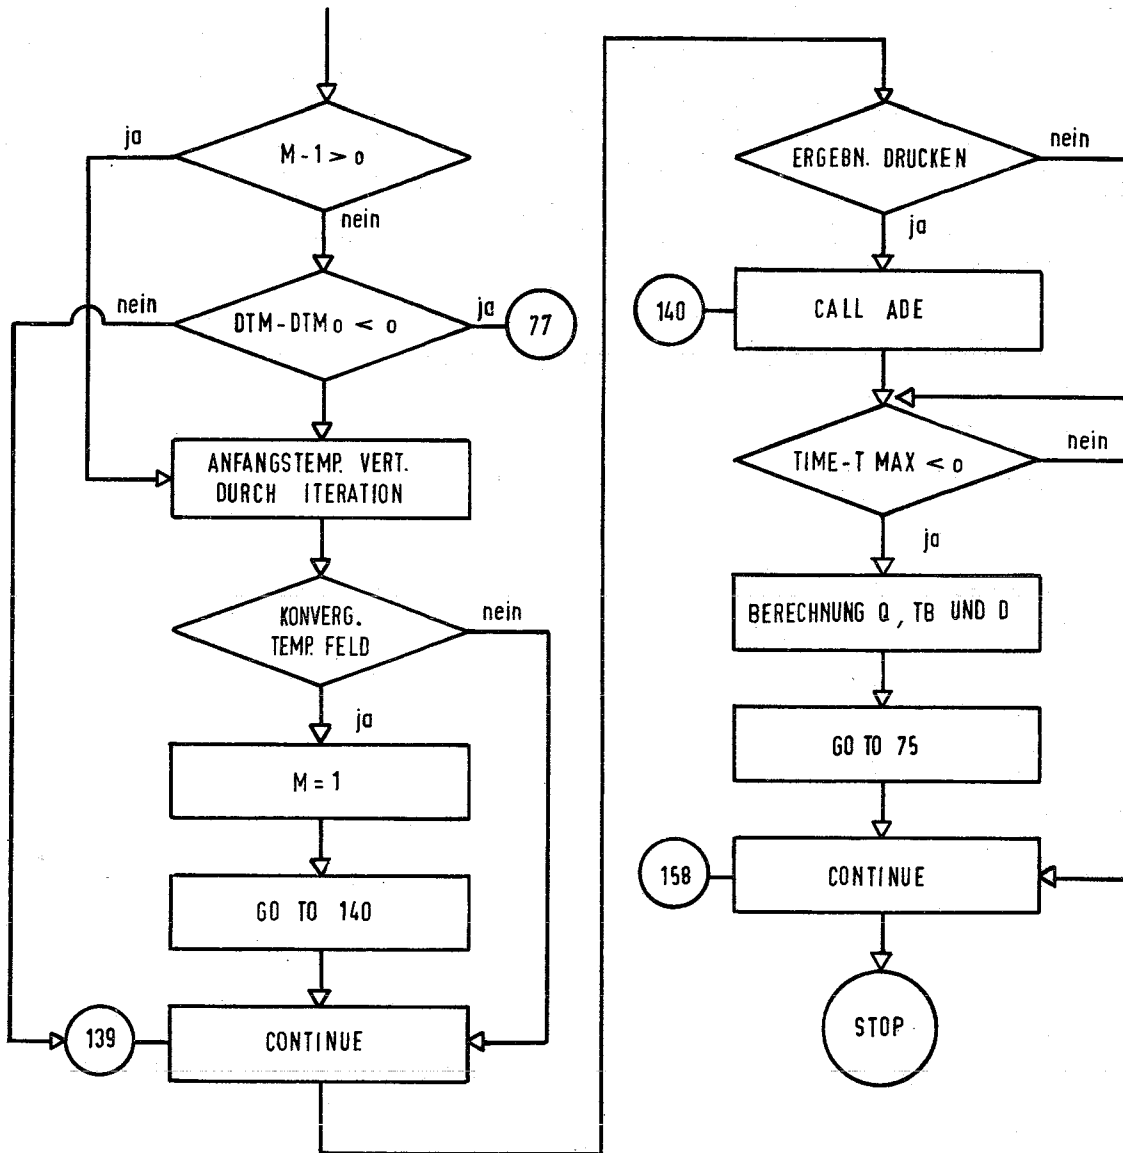 ja
M-1 > o
nein
nein
DTM-DTMo < o
ja
77
ANFANGSTEMP. VERT.
DURCH ITERATION
KONVERG.
TEMP. FELD
nein
ja
M = 1
GO TO 140
139
CONTINUE
ERGEBN. DRUCKEN
nein
ja
140
CALL ADE
TIME-T MAX < o
nein
ja
BERECHNUNG Q, TB UND D
GO TO 75
158
CONTINUE
STOP